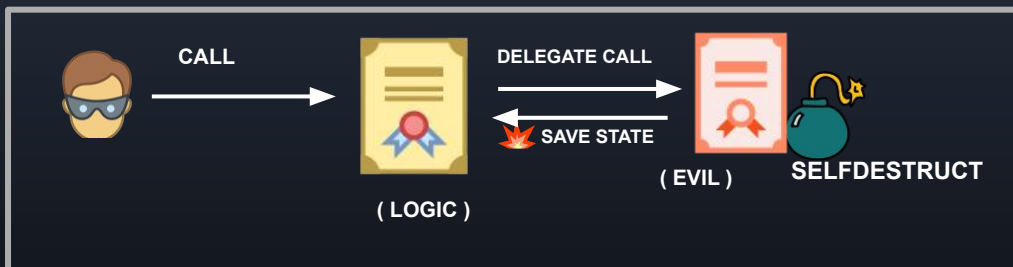 CALL
DELEGATE CALL
SAVE STATE
( EVIL )
SELFDESTRUCT
( LOGIC )